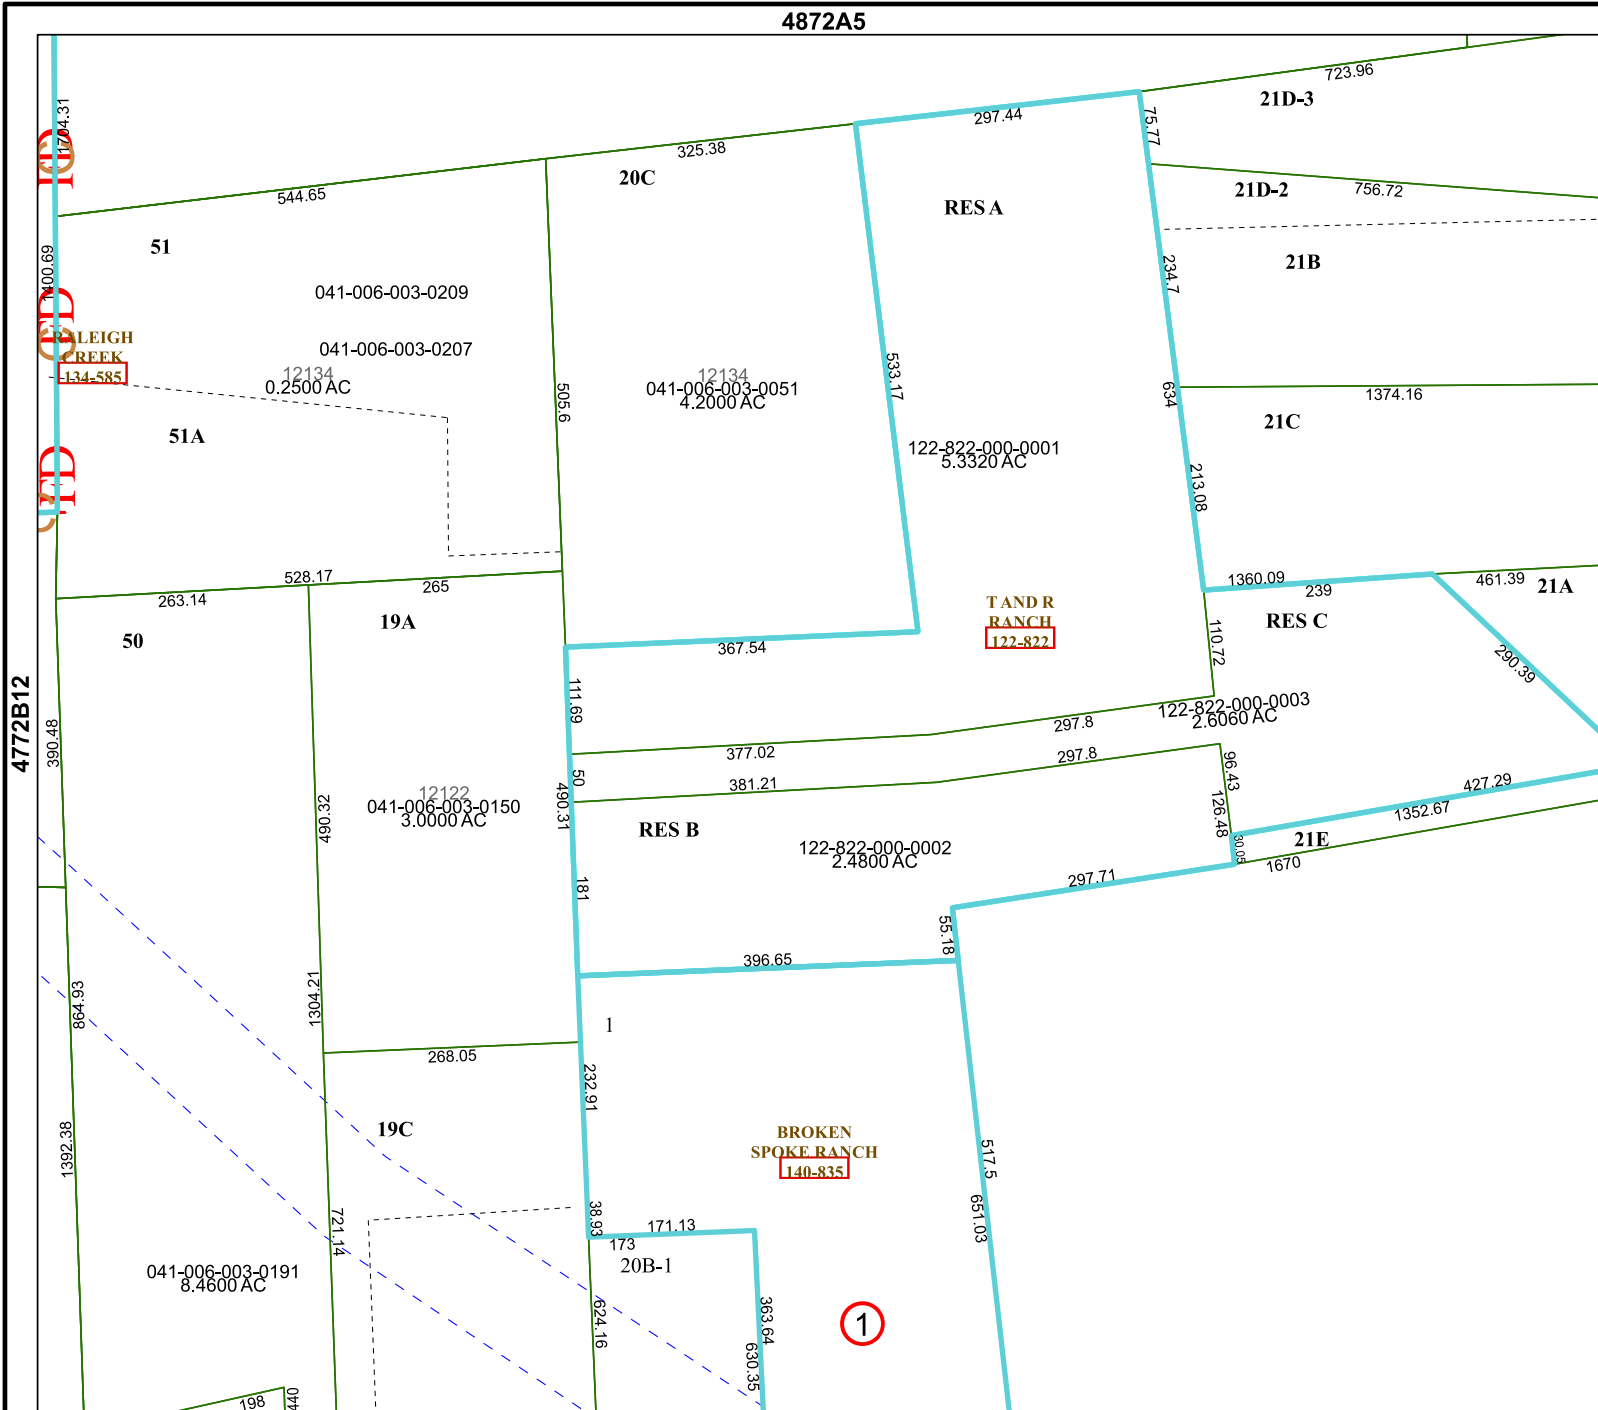 4872A5
723.96
21D-3
1704.31
297.44
75.77
325.38
20C
21D-2
756.72
544.65
RES A
51
21B
1400.69
234.7
041-006-003-0209
TD
RALEIGH
CREEK
134-585
041-006-003-0207
12134
0.2500 AC
12134
041-006-003-0051
4.2000 AC
533.17
505.6
634
1374.16
21C
51A
122-822-000-0001
5.3320 AC
TD
213.08
528.17
265
263.14
1360.09
239
461.39
21A
T AND R
RANCH
122-822
RES C
19A
50
110.72
367.54
290.39
111.69
4772B12
122-822-000-0003
2.6060 AC
297.8
390.48
377.02
297.8
50
381.21
96.43
427.29
12122
041-006-003-0150
3.0000 AC
490.31
490.32
126.48
1352.67
RES B
21E
122-822-000-0002
2.4800 AC
30.05
1670
297.71
181
55.18
396.65
864.93
1304.21
1
268.05
232.91
19C
BROKEN
SPOKE RANCH
140-835
1392.38
517.5
651.03
38.93
171.13
173
721.14
20B-1
041-006-003-0191
8.4600 AC
624.16
363.64
1
630.35
198